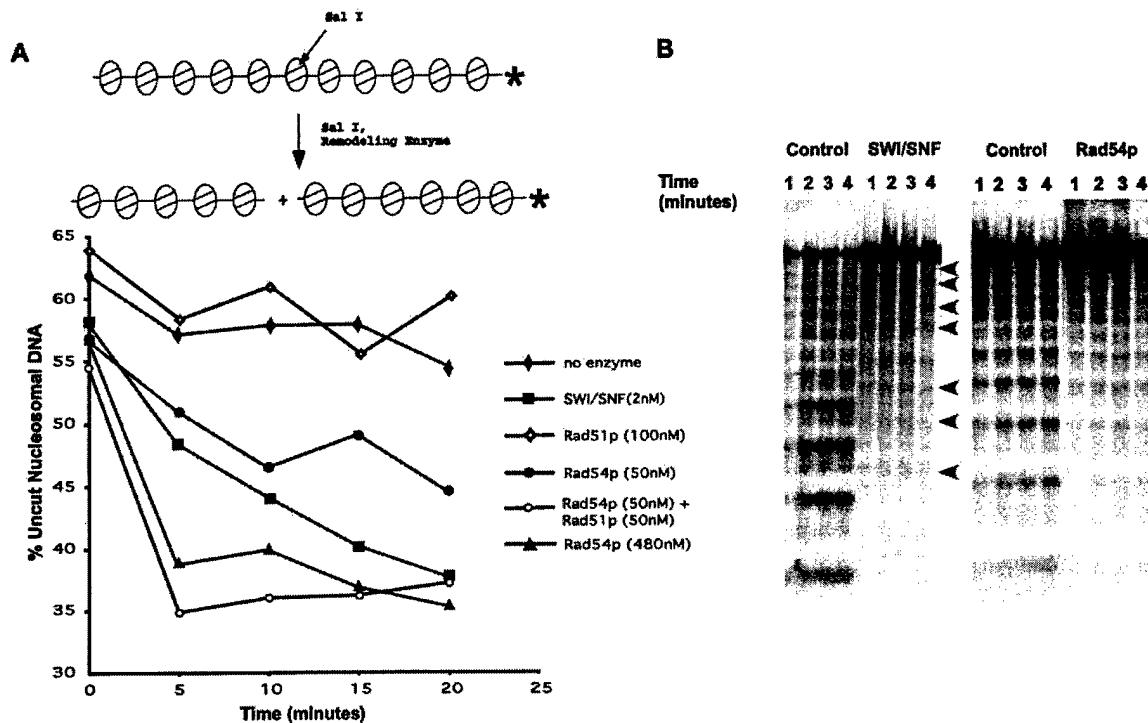 A
Sal I
*
Sal I,
Remodeling Enzyme
+
*
65
60
55
50
45
40
35
30
% Uncut Nucleosomal DNA
0 5 10 15 20 25
Time (minutes)
no enzyme
SWI/SNF(2nM)
Rad51p (100nM)
Rad54p (50nM)
Rad54p (50nM) +
Rad51p (50nM)
Rad54p (480nM)
B
Control SWI/SNF Control Rad54p
Time 1 2 3 4 1 2 3 4 1 2 3 4 1 2 3 4
(minutes)